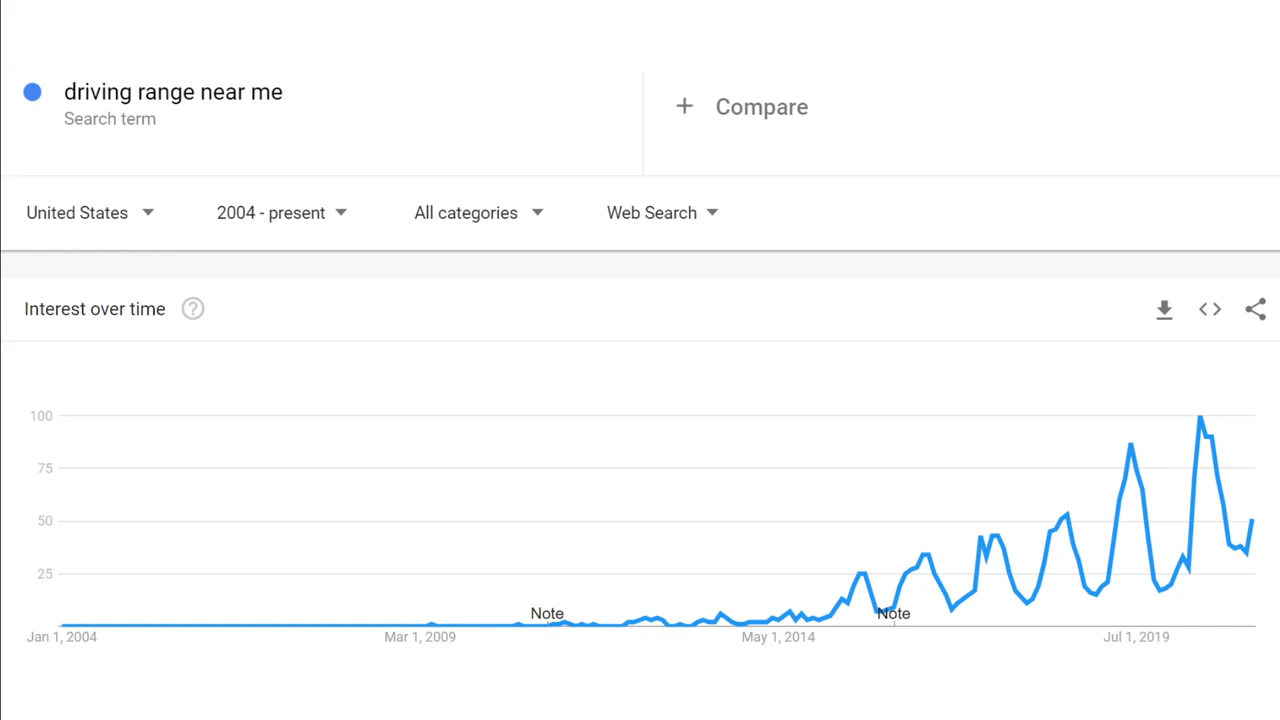 driving range near me
Search term
+ Compare
United States
2004 - present
All categories
Web Search
Interest over time ?
100
75
50
25
Note
Note
Jan 1, 2004
Mar 1, 2009
May 1, 2014
Jul 1, 2019